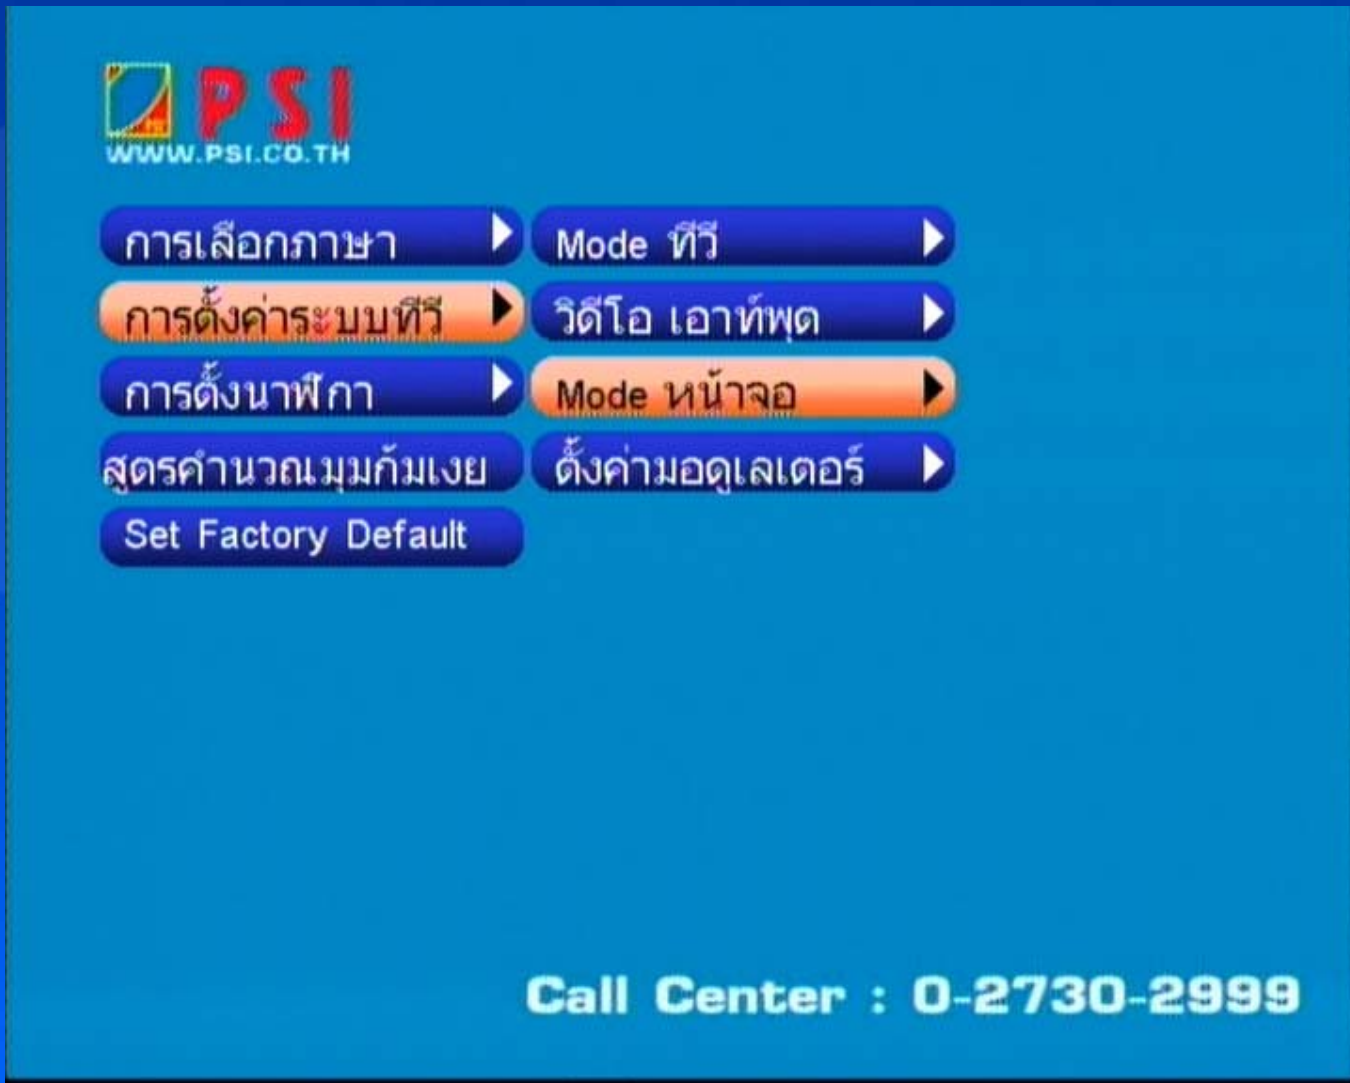 PSI
WWW.PSI.CO.TH
การเลือกภาษา
การตั้งค่าระบบทีวี
การตั้งนาฬิกา
สูตรคำนวณมุมก้มเงย
Set Factory Default
Mode ทีวี
วิดีโอ เอาท์พุต
Mode หน้าจอ
ตั้งค่ามอดูเลเตอร์
Call Center : 0-2730-2999